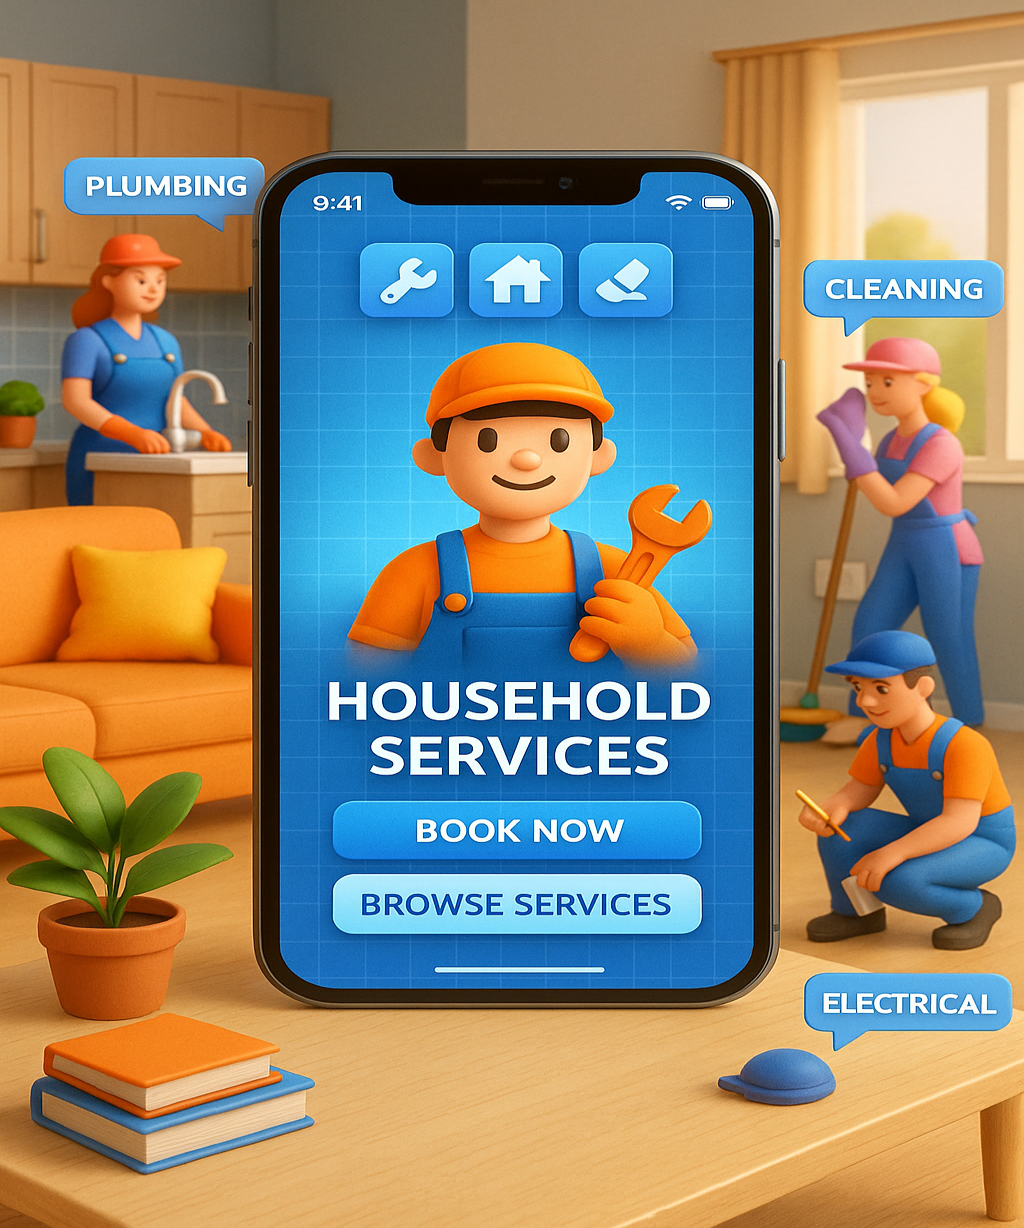 PLUMBING
9:41
CLEANING
HOUSEHOLD
SERVICES
BOOK NOW
BROWSE SERVICES
ELECTRICAL